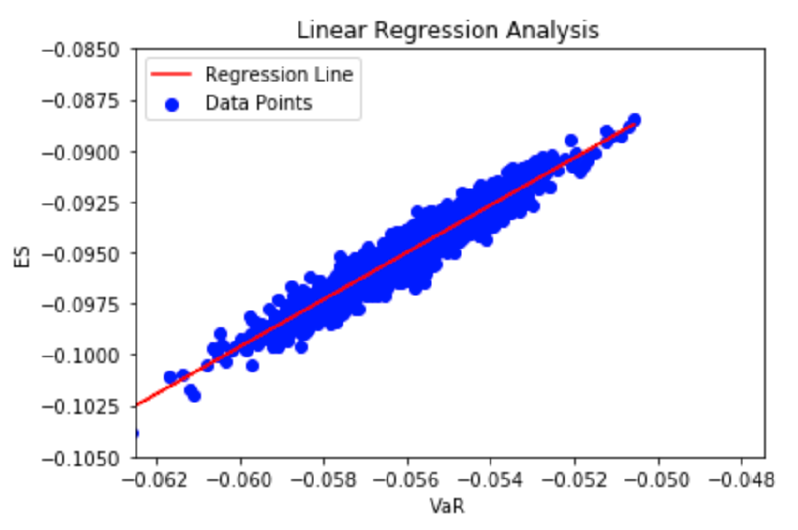 Linear Regression Analysis
−0.0850
Regression Line
−0.0875
Data Points
−0.0900
−0.0925
ES
−0.0950
−0.0975
−0.1000
−0.1025
−0.1050
−0.062 −0.060 −0.058 −0.056 −0.054 −0.052 −0.050 −0.048
VaR